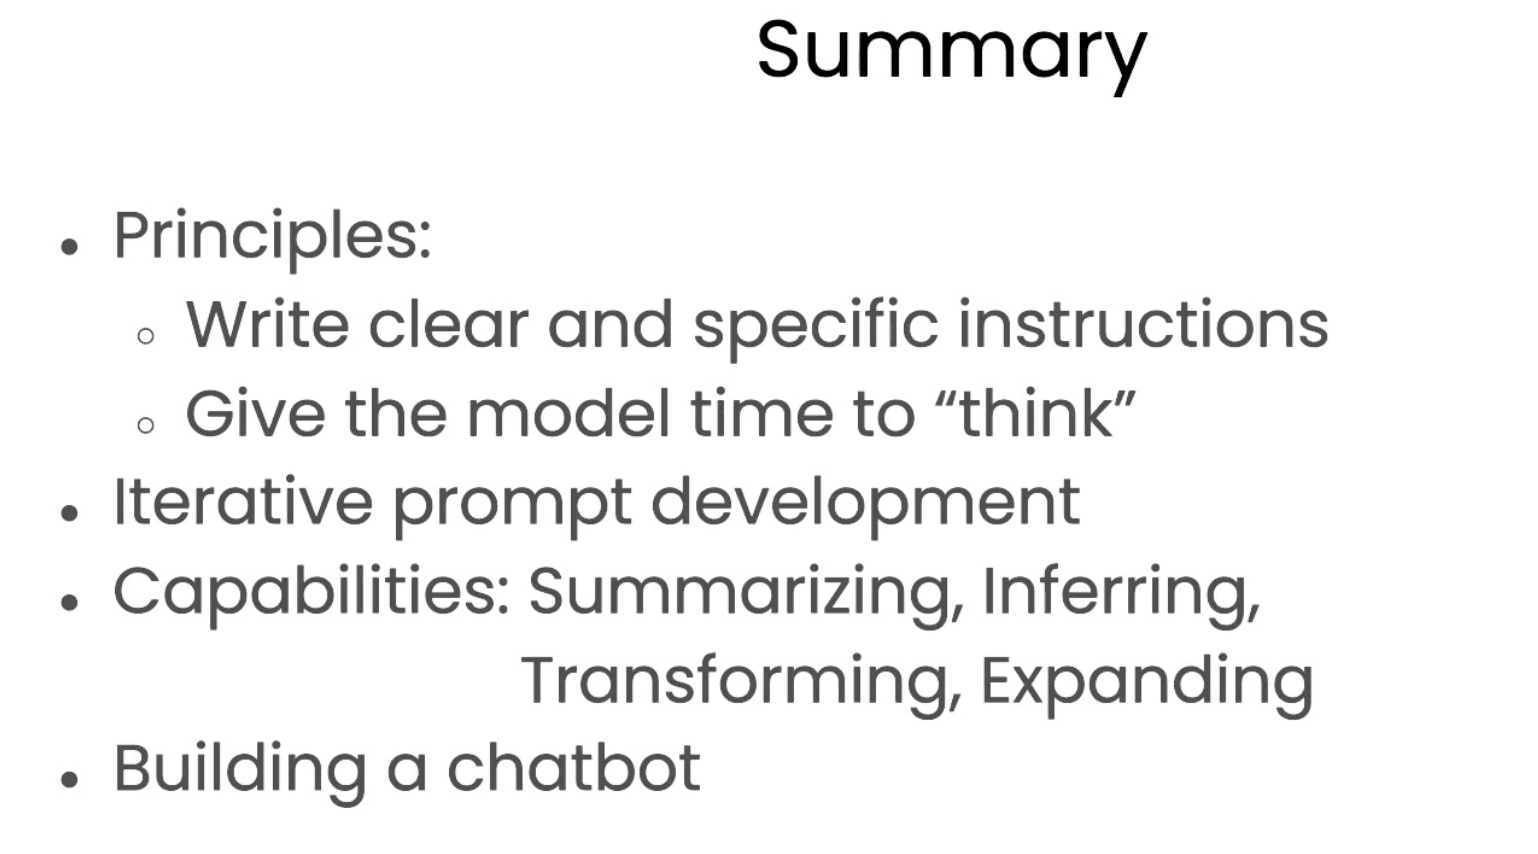 Summary
• Principles:
○ Write clear and specific instructions
○ Give the model time to “think”
• Iterative prompt development
• Capabilities: Summarizing, Inferring,
Transforming, Expanding
• Building a chatbot